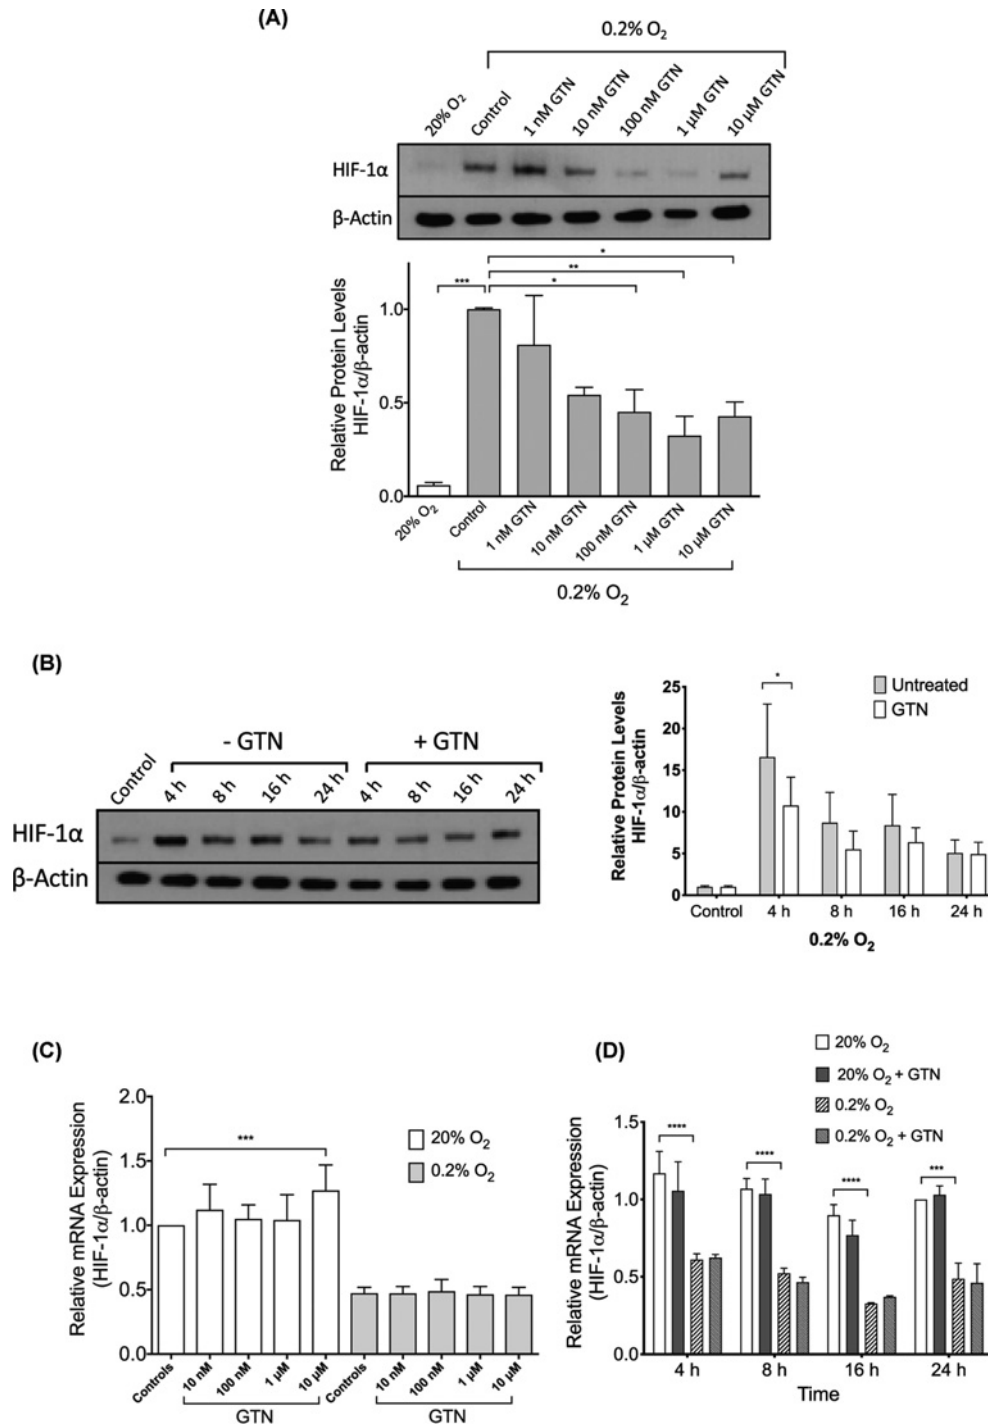 (A)
0.2% O2
20% O2 Control 1 nM GTN 10 nM GTN 100 nM GTN 1 µM GTN 10 µM GTN
HIF-1α
β-Actin
*
**
*
***
Relative Protein Levels
HIF-1α/β-actin
1.0
0.5
0.0
20% O2 Control 1 nM GTN 10 nM GTN 100 nM GTN 1 µM GTN 10 µM GTN
0.2% O2
(B)
- GTN + GTN
Control 4 h 8 h 16 h 24 h 4 h 8 h 16 h 24 h
HIF-1α
β-Actin
Relative Protein Levels
HIF-1α/β-actin
25
20
15
10
5
0
*
Untreated
GTN
Control 4 h 8 h 16 h 24 h
0.2% O2
(C)
Relative mRNA Expression
(HIF-1α/β-actin)
2.0
1.5
1.0
0.5
0.0
***
20% O2
0.2% O2
Controls 10 nM 100 nM 1 µM 10 µM Controls 10 nM 100 nM 1 µM 10 µM
GTN GTN
(D)
20% O2
20% O2 + GTN
0.2% O2
0.2% O2 + GTN
Relative mRNA Expression
(HIF-1α/β-actin)
1.5
1.0
0.5
0.0
**** **** **** ***
4 h 8 h 16 h 24 h
Time